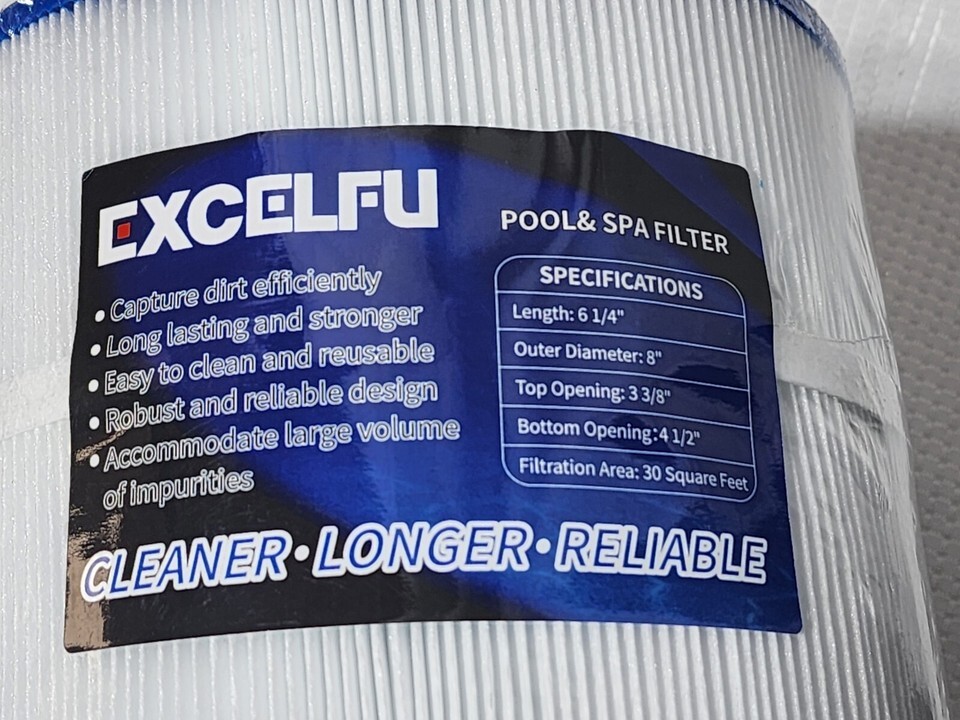 EXCELFU
POOL& SPA FILTER
• Capture dirt efficiently
• Long lasting and stronger
• Easy to clean and reusable
• Robust and reliable design
• Accommodate large volume
of impurities
SPECIFICATIONS
Length: 6 1/4"
Outer Diameter: 8"
Top Opening: 3 3/8"
Bottom Opening:4 1/2"
Filtration Area: 30 Square Feet
CLEANER•LONGER•RELIABLE